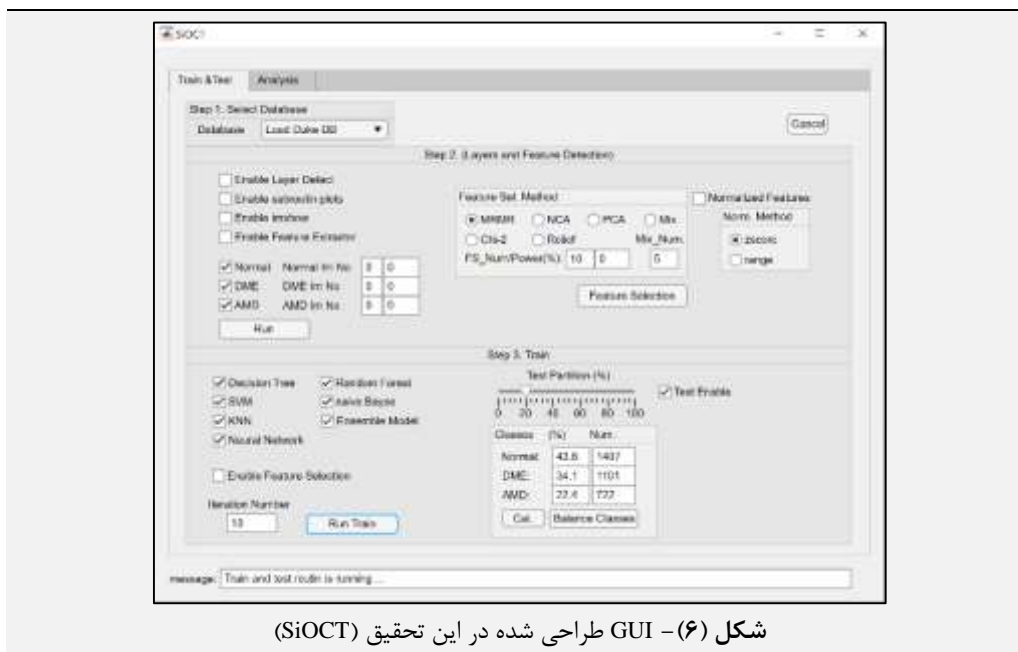 SiOCT
Train & Test Analysis
Step 1. Select Database
Database Load Duke DB
Cancel
Step 2. (Layers and Feature Detection)
Enable Layer Detect
Enable plots
Enable imshow
Enable Feature Extractor
Normal Normal Im No 0 0
DME DME Im No 0 0
AMD AMD Im No 0 0
Run
Feature Sel. Method
MRMR NCA PCA Mix
Chi-2 Relief Mix_Num.
FS_Num/Power(%) 10 0 5
Feature Selection
Normalized Features
Norm. Method
zscore
range
Step 3. Train
Decision Tree Random Forest
SVM naive Bayse
KNN Ensemble Model
Neural Network
Enable Feature Selection
Iteration Number
10 Run Train
Test Partition (%)
0 20 40 60 80 100
Test Enable
Classes (%) Num.
Normal: 43.6 1407
DME: 34.1 1101
AMD: 22.4 722
Cal. Balance Classes
message: Train and test routin is running ...
شکل (۶)- GUI طراحی شده در این تحقیق (SiOCT)